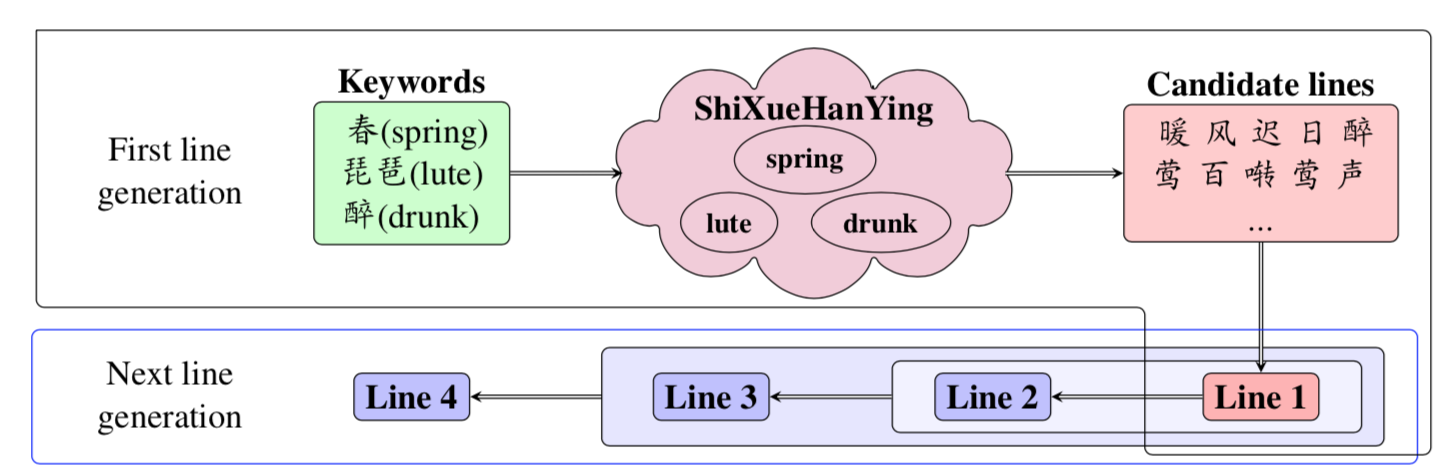 Keywords
ShiXueHanYing
Candidate lines
First line
generation
春(spring)
琵琶(lute)
醉(drunk)
spring
lute
drunk
暖 风 迟 日 醉
莺 百 啭 莺 声
...
Next line
generation
Line 4
Line 3
Line 2
Line 1